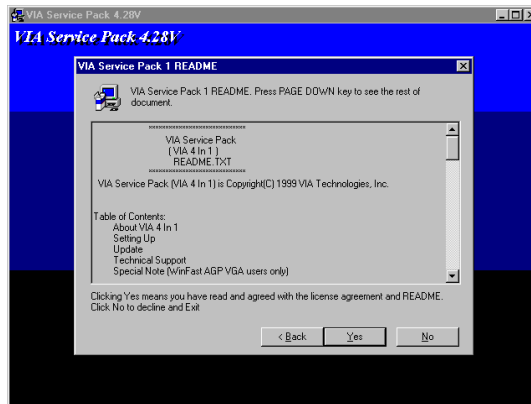 VIA Service Pack 4.28V
VIA Service Pack 4.28V
VIA Service Pack 1 README
VIA Service Pack 1 README. Press PAGE DOWN key to see the rest of
document.
VIA Service Pack
( VIA 4 In 1 )
README.TXT
VIA Service Pack (VIA 4 In 1) is Copyright(C) 1999 VIA Technologies, Inc.
Table of Contents:
About VIA 4 In 1
Setting Up
Update
Technical Support
Special Note (WinFast AGP VGA users only)
Clicking Yes means you have read and agreed with the license agreement and README.
Click No to decline and Exit
< Back
Yes
No